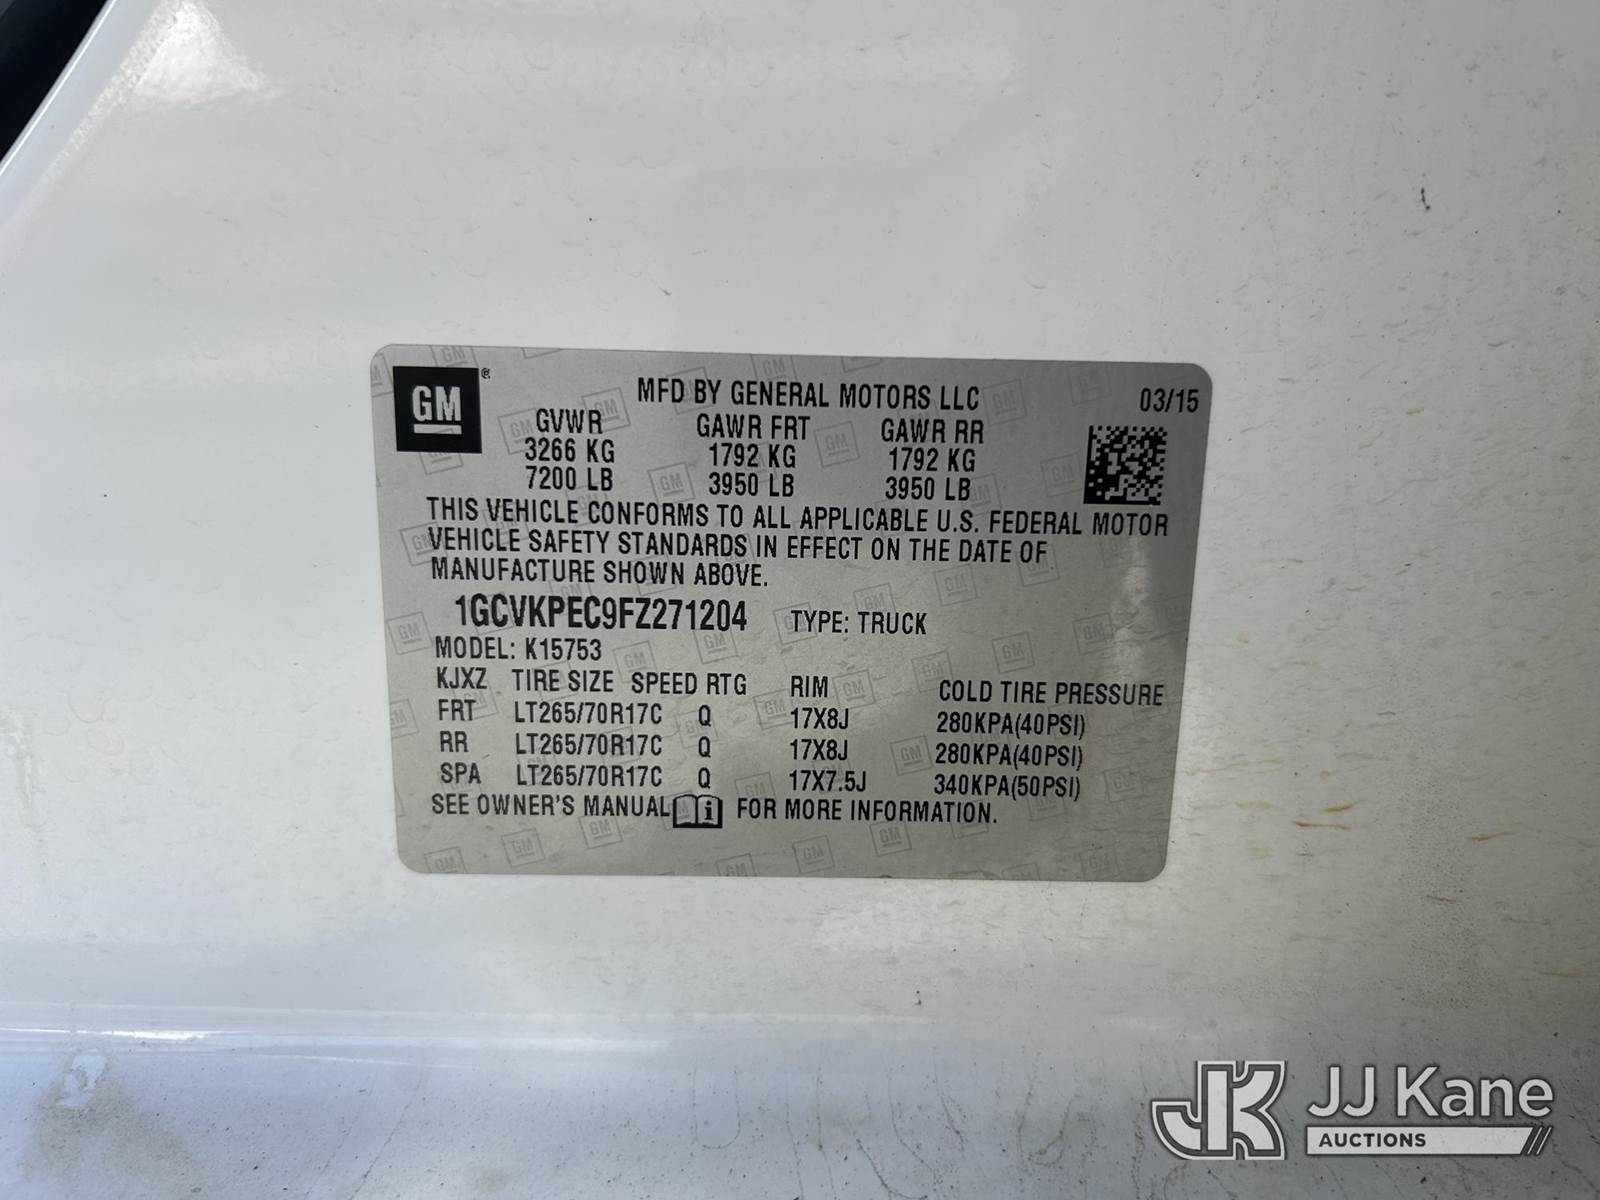 GM ®
MFD BY GENERAL MOTORS LLC 03/15
GVWR GAWR FRT GAWR RR
3266 KG 1792 KG 1792 KG
7200 LB 3950 LB 3950 LB
THIS VEHICLE CONFORMS TO ALL APPLICABLE U.S. FEDERAL MOTOR
VEHICLE SAFETY STANDARDS IN EFFECT ON THE DATE OF
MANUFACTURE SHOWN ABOVE.
1GCVKPEC9FZ271204 TYPE: TRUCK
MODEL: K15753
KJXZ TIRE SIZE SPEED RTG RIM COLD TIRE PRESSURE
FRT LT265/70R17C Q 17X8J 280KPA(40PSI)
RR LT265/70R17C Q 17X8J 280KPA(40PSI)
SPA LT265/70R17C Q 17X7.5J 340KPA(50PSI)
SEE OWNER'S MANUAL i FOR MORE INFORMATION.
JK JJ Kane
AUCTIONS